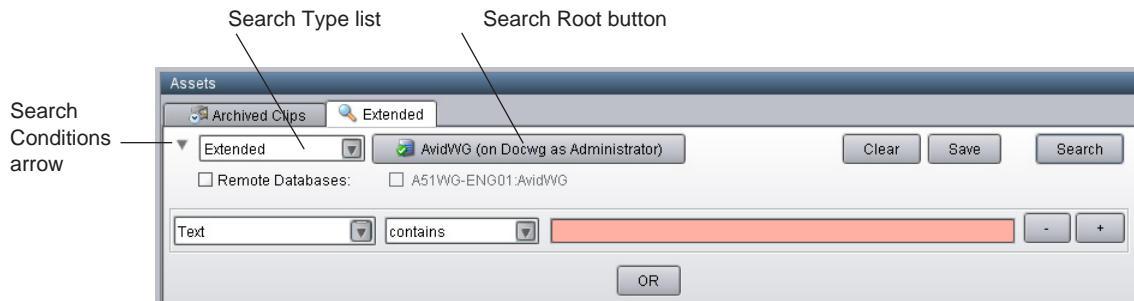 Search Type list
Search Root button
Search
Conditions
arrow
Assets
Archived Clips
Extended
Extended
AvidWG (on Docwg as Administrator)
Clear
Save
Search
Remote Databases:
A51WG-ENG01:AvidWG
Text
contains
-
+
OR